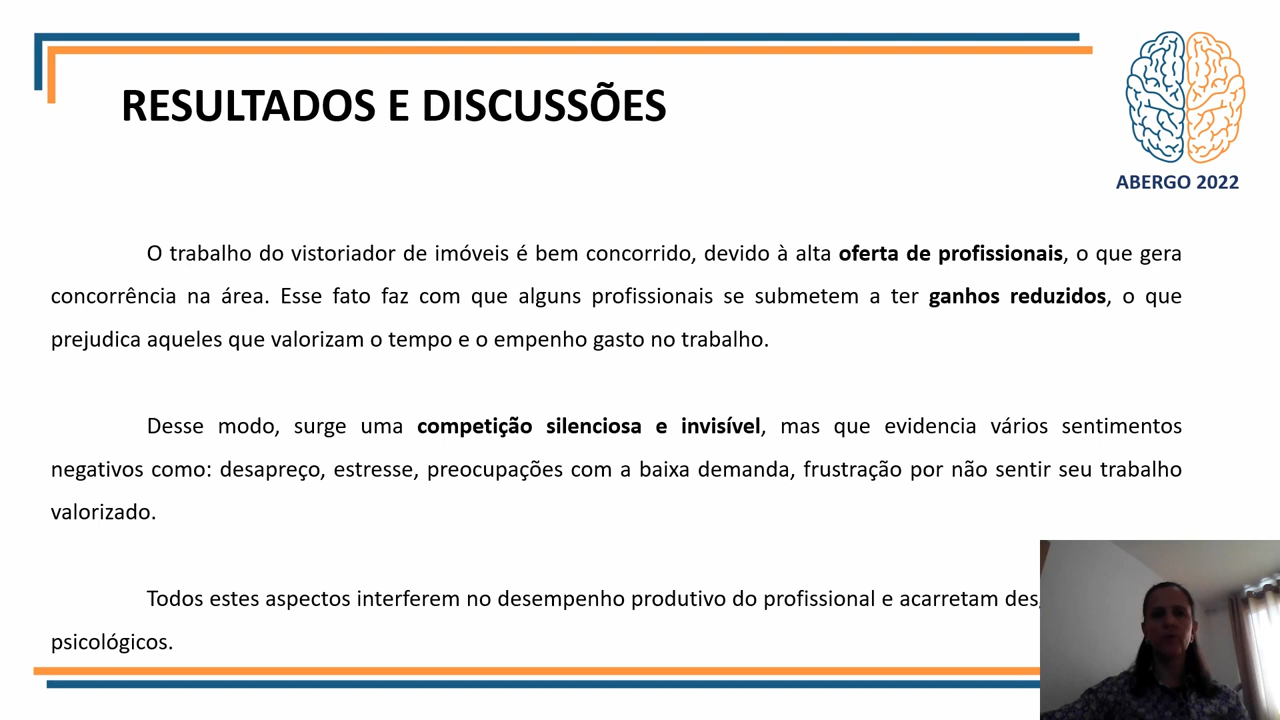 RESULTADOS E DISCUSSÕES
ABERGO 2022
O trabalho do vistoriador de imóveis é bem concorrido, devido à alta oferta de profissionais, o que gera
concorrência na área. Esse fato faz com que alguns profissionais se submetem a ter ganhos reduzidos, o que
prejudica aqueles que valorizam o tempo e o empenho gasto no trabalho.
Desse modo, surge uma competição silenciosa e invisível, mas que evidencia vários sentimentos
negativos como: desapreço, estresse, preocupações com a baixa demanda, frustração por não sentir seu trabalho
valorizado.
Todos estes aspectos interferem no desempenho produtivo do profissional e acarretam
psicológicos.